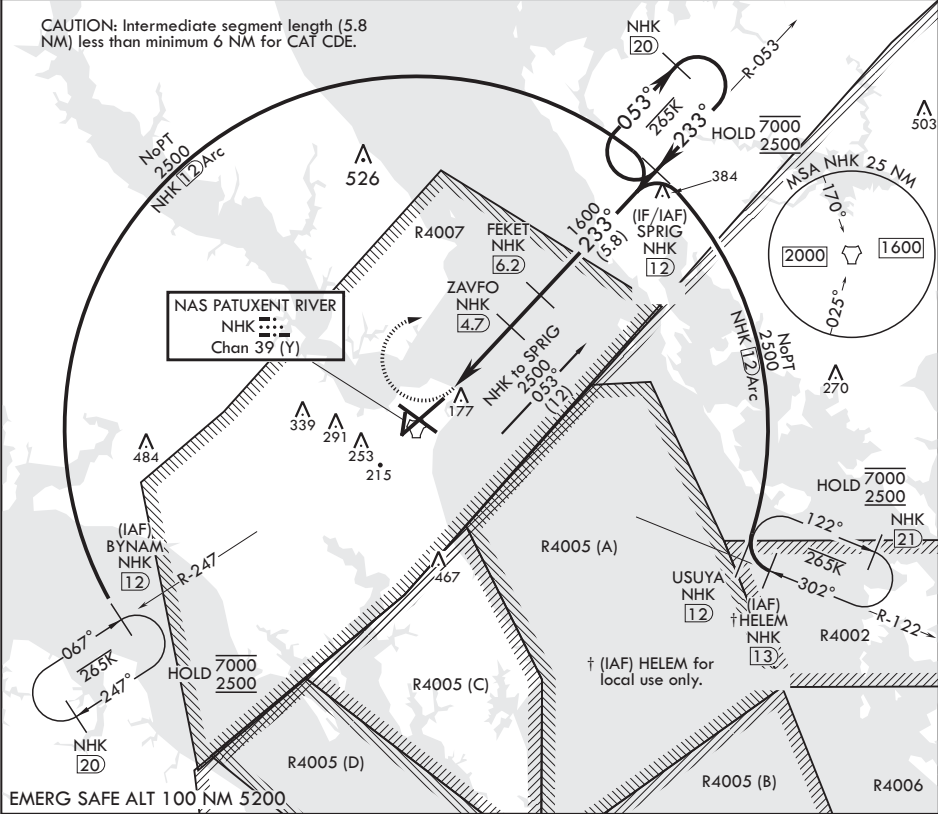 CAUTION: Intermediate segment length (5.8
NM) less than minimum 6 NM for CAT CDE.
NHK
20
R-053
053°
265K
233°
HOLD 7000
2500
503
NoPT
2500
NHK 12 Arc
526
384
MSA NHK 25 NM
170°
2000
1600
025°
R4007
FEKET
NHK
6.2
1600
233°
(5.8)
(IF/IAF)
SPRIG
NHK
12
ZAVFO
NHK
4.7
NAS PATUXENT RIVER
NHK
Chan 39 (Y)
NHK to SPRIG
2500
053°
(12)
NoPT
2500
NHK 12 Arc
270
177
339
291
253
215
484
HOLD 7000
2500
NHK
21
122°
265K
302°
R-122
(IAF)
BYNAM
NHK
12
R-247
467
R4005 (A)
USUYA
NHK
12
(IAF)
†HELEM
NHK
13
R4002
067°
265K
247°
HOLD 7000
2500
R4005 (C)
† (IAF) HELEM for
local use only.
NHK
20
R4005 (D)
R4005 (B)
R4006
EMERG SAFE ALT 100 NM 5200